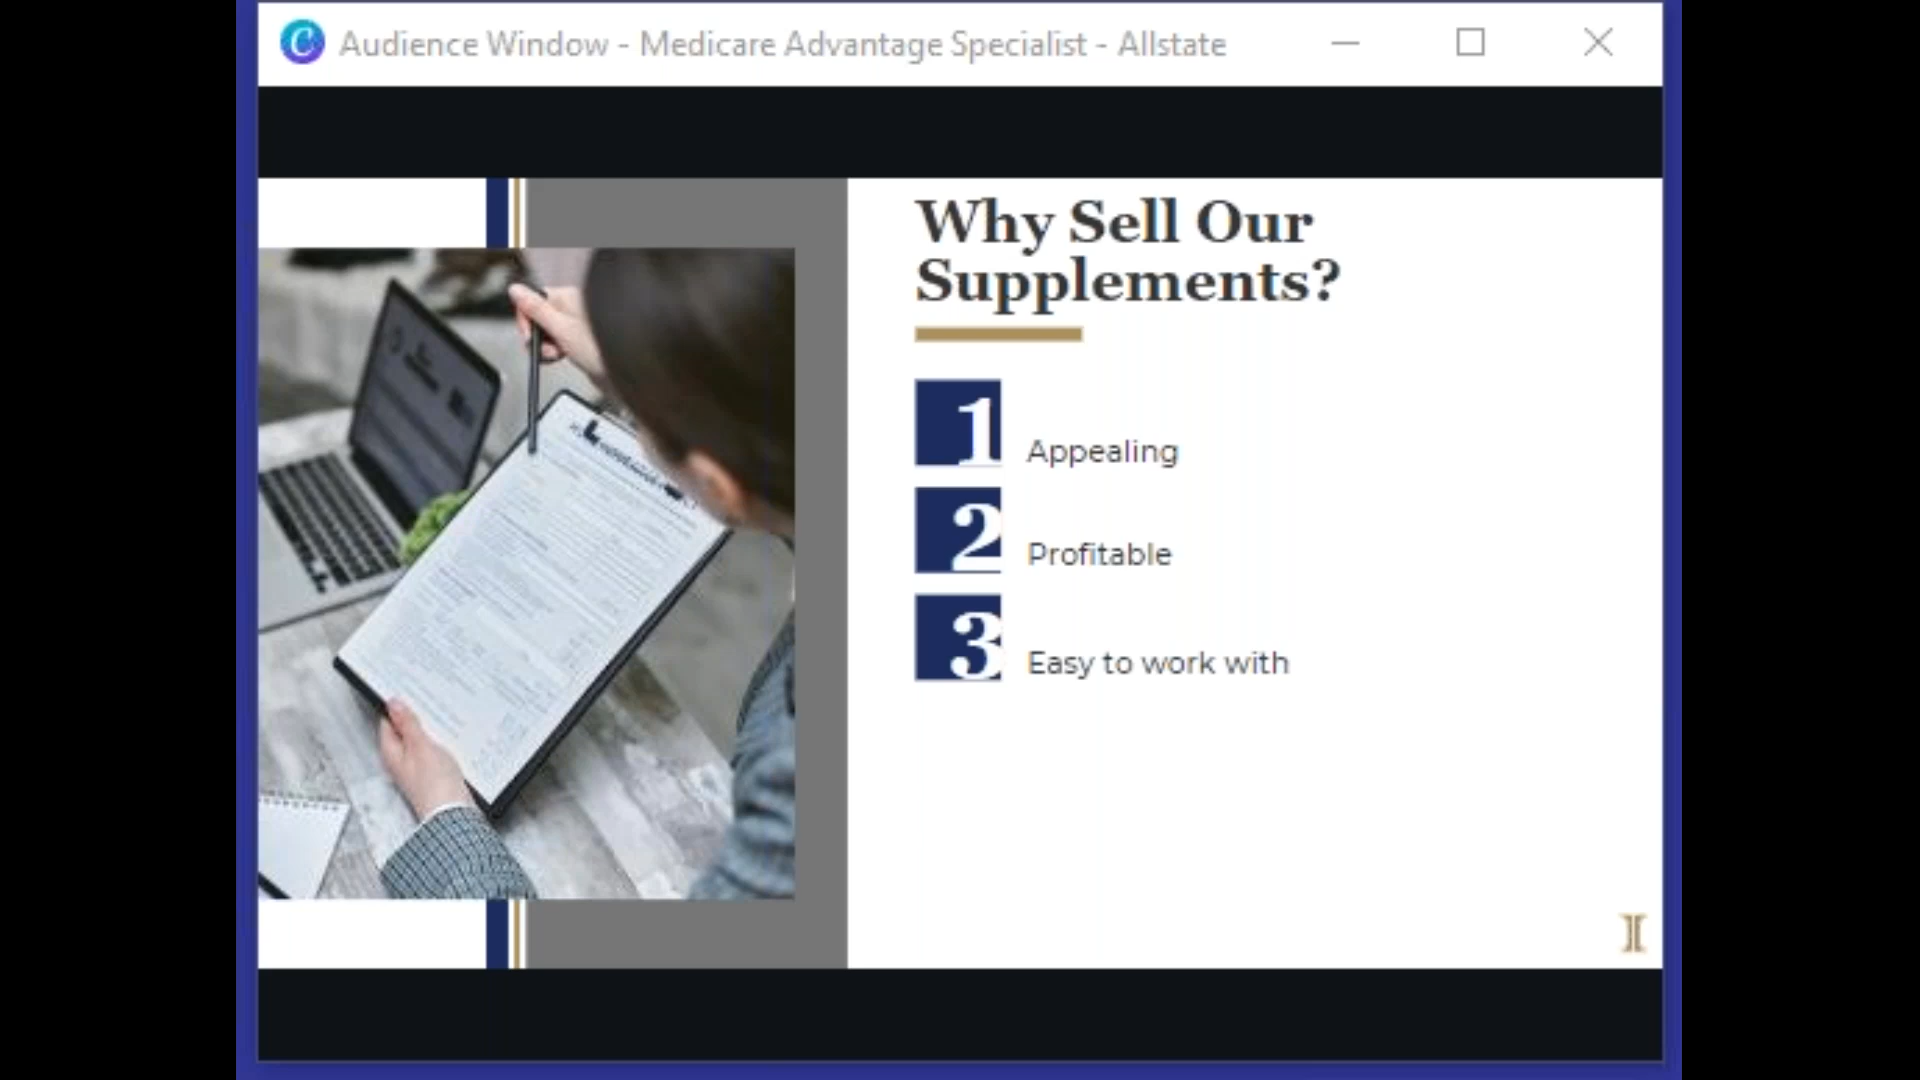 Audience Window - Medicare Advantage Specialist - Allstate
Why Sell Our
Supplements?
1
Appealing
2
Profitable
3
Easy to work with